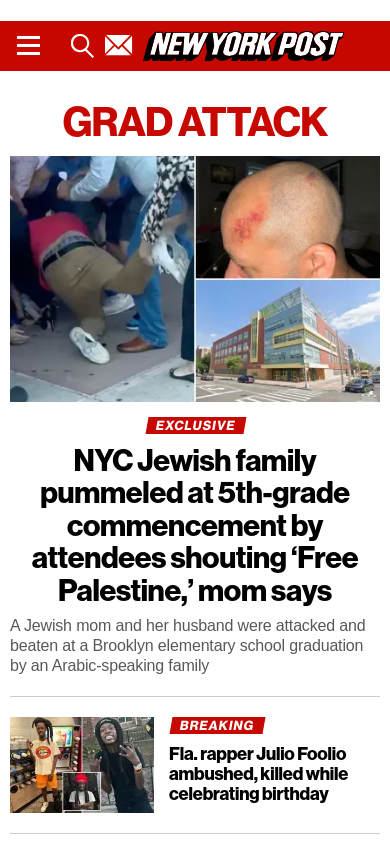 NEW YORK POST
GRAD ATTACK
EXCLUSIVE
NYC Jewish family
pummeled at 5th-grade
commencement by
attendees shouting ‘Free
Palestine,’ mom says
A Jewish mom and her husband were attacked and
beaten at a Brooklyn elementary school graduation
by an Arabic-speaking family
BREAKING
Fla. rapper Julio Foolio
ambushed, killed while
celebrating birthday